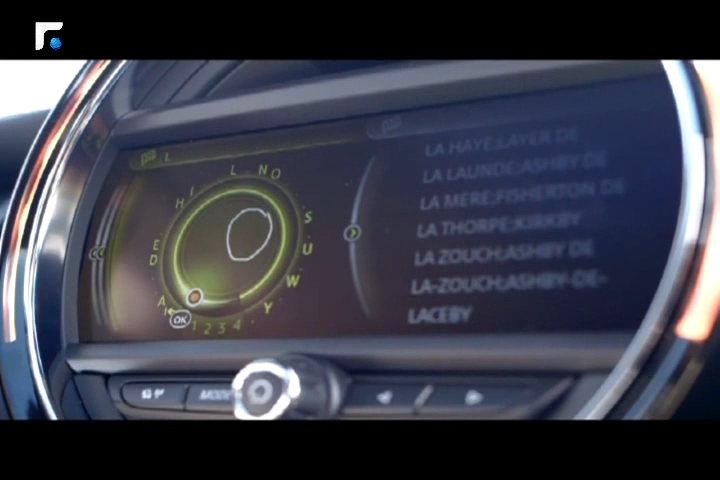 L
L NO
H I
S
E
D
U
W
A
Y
OK
1 2 3 4
LA HAYE;LAYER DE
LA LAUNDE;ASHBY DE
LA MERE;FISHERTON DE
LA THORPE;KIRKBY
LA ZOUCH;ASHBY DE
LA-ZOUCH;ASHBY-DE-
LACEBY
MODE